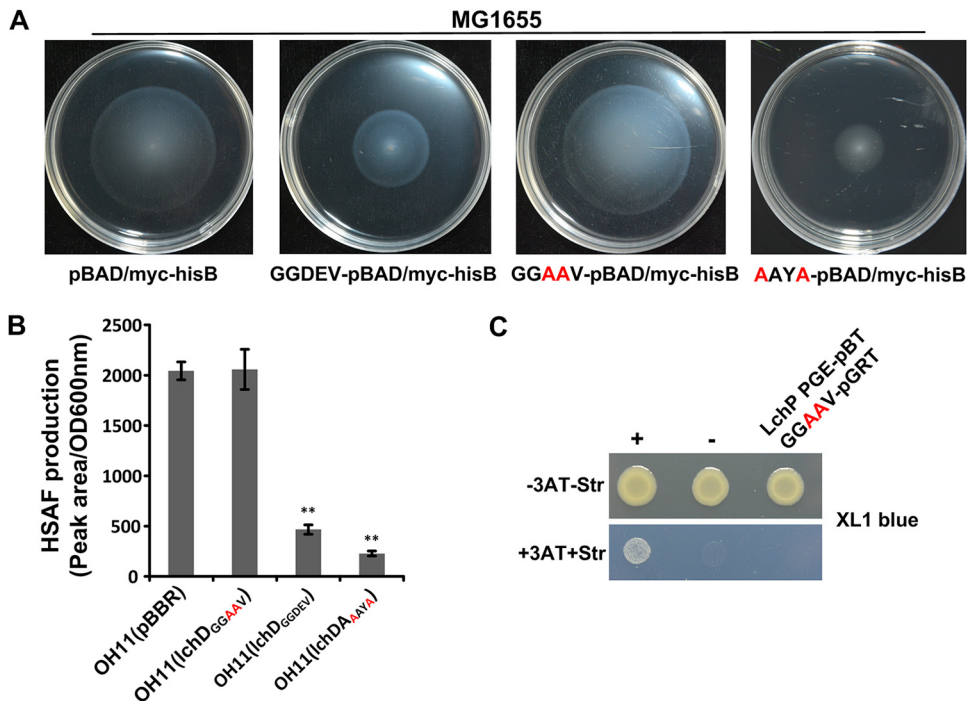 A
MG1655
pBAD/myc-hisB
GGDEV-pBAD/myc-hisB
GGAAV-pBAD/myc-hisB
AAYA-pBAD/myc-hisB
B
HSAF production
(Peak area/OD600nm)
2500
2000
1500
1000
500
0
**
**
OH11(pBBR)
OH11(lchDGGAAV)
OH11(lchDGGDEV)
OH11(lchDAAAYA)
C
+
-
LchP PGE-pBT
GGAAV-pGRT
-3AT-Str
+3AT+Str
XL1 blue